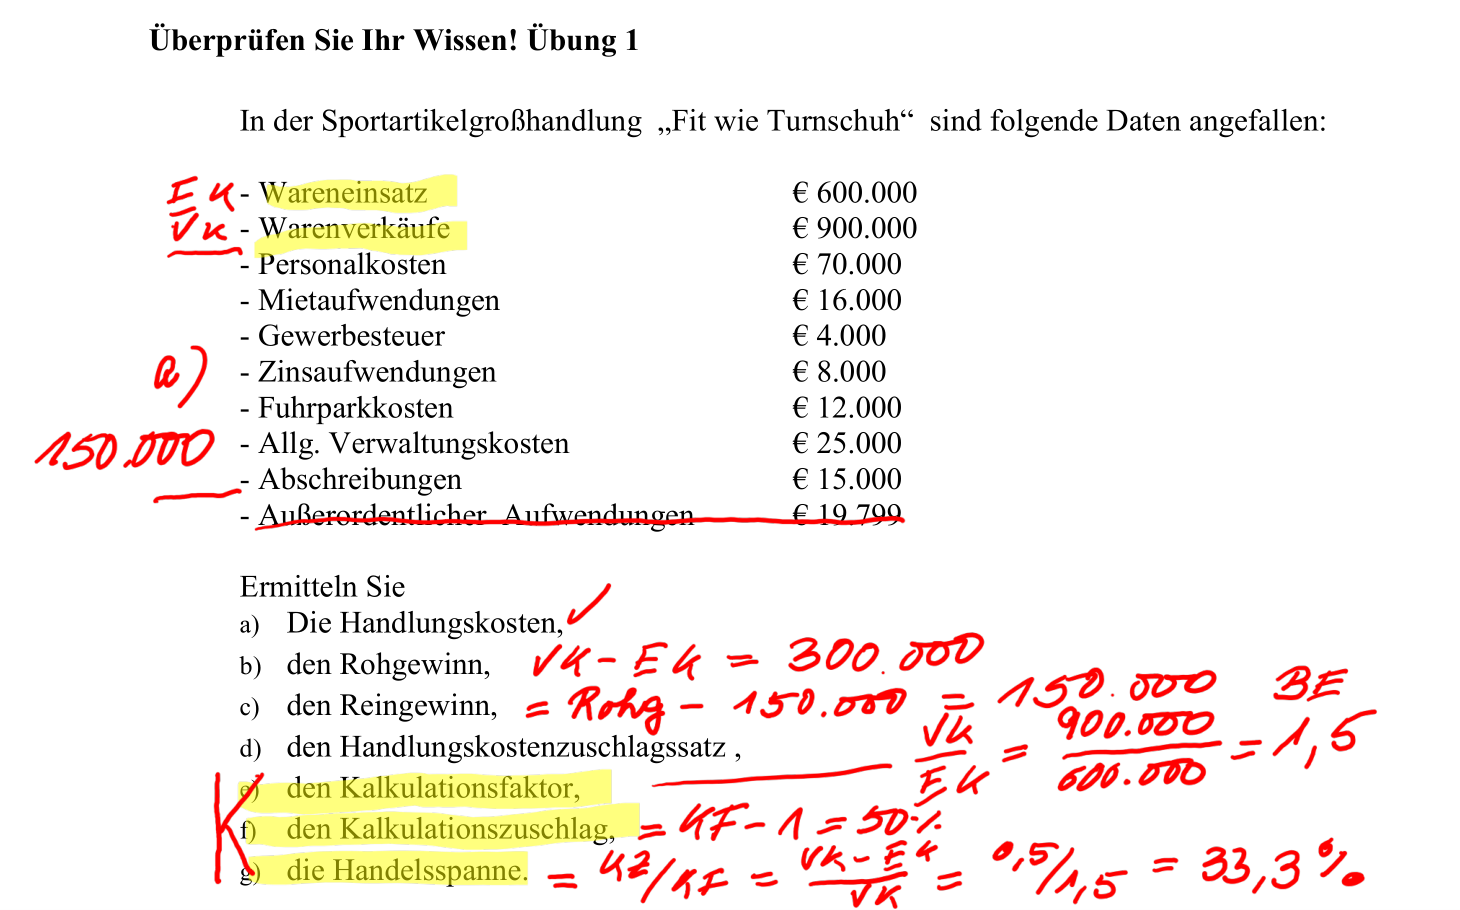 Überprüfen Sie Ihr Wissen! Übung 1
In der Sportartikelgroßhandlung „Fit wie Turnschuh“ sind folgende Daten angefallen:
EK - Wareneinsatz € 600.000
VK - Warenverkäufe € 900.000
- Personalkosten € 70.000
- Mietaufwendungen € 16.000
- Gewerbesteuer € 4.000
a) - Zinsaufwendungen € 8.000
- Fuhrparkkosten € 12.000
150.000 - Allg. Verwaltungskosten € 25.000
- Abschreibungen € 15.000
- Außerordentlicher Aufwendungen € 19.799
Ermitteln Sie
a) Die Handlungskosten, ✓
b) den Rohgewinn, VK - EK = 300.000
c) den Reingewinn, = Rohg - 150.000 = 150.000 BE
d) den Handlungskostenzuschlagssatz ,
e) den Kalkulationsfaktor, VK/EK = 900.000/600.000 = 1,5
K f) den Kalkulationszuschlag, = KF - 1 = 50 %
g) die Handelsspanne. = KZ/KF = VK - EK/VK = 0,5/1,5 = 33,3 %